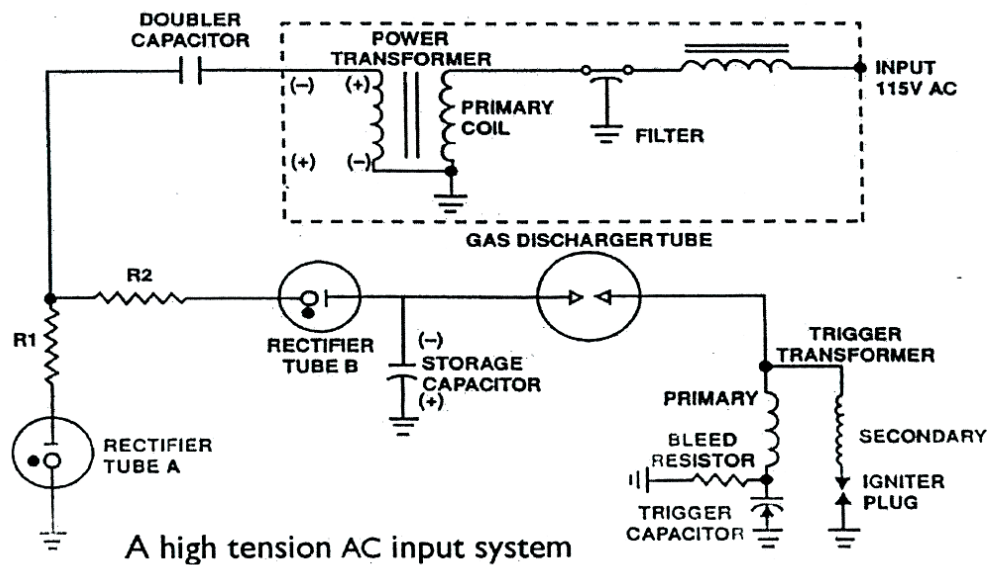 DOUBLER
CAPACITOR
POWER
TRANSFORMER
(–) (+)
PRIMARY
COIL
(+) (–)
FILTER
INPUT
115V AC
GAS DISCHARGER TUBE
R2
R1
RECTIFIER
TUBE B
(–)
STORAGE
CAPACITOR
(+)
TRIGGER
TRANSFORMER
PRIMARY
SECONDARY
BLEED
RESISTOR
IGNITER
PLUG
TRIGGER
CAPACITOR
RECTIFIER
TUBE A
A high tension AC input system